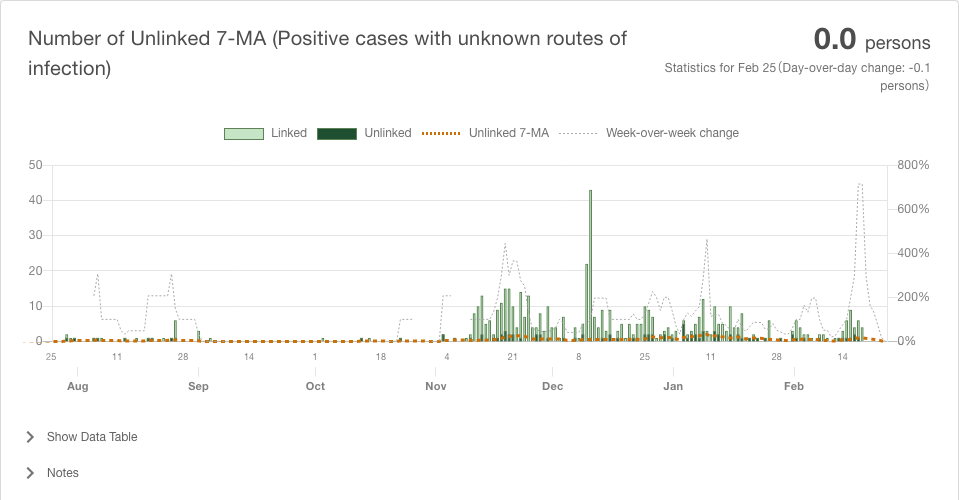 Number of Unlinked 7-MA (Positive cases with unknown routes of
infection)
0.0 persons
Statistics for Feb 25(Day-over-day change: -0.1
persons)
Linked Unlinked Unlinked 7-MA Week-over-week change
50 800%
40 600%
30 400%
20 200%
10 0%
0
25 11 28 14 1 18 4 21 8 25 11 28 14
Aug Sep Oct Nov Dec Jan Feb
Show Data Table
Notes